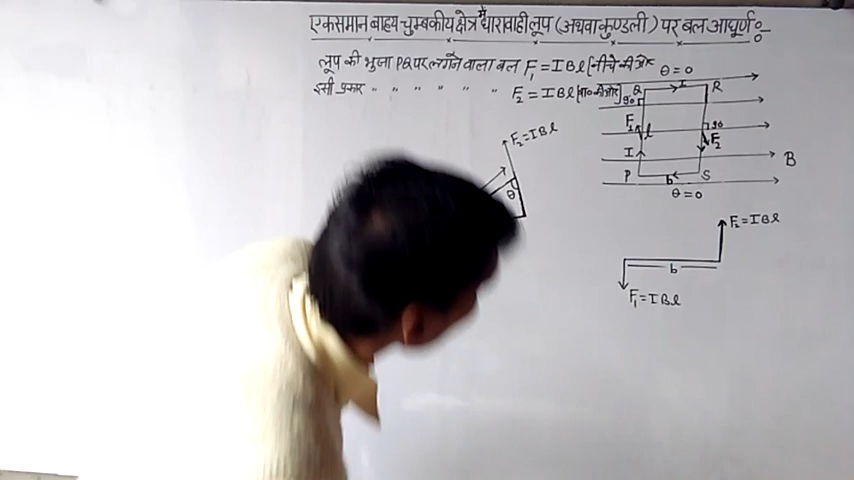 एकसमान बाह्य चुम्बकीय क्षेत्र में धारावाही लूप (अथवा कुण्डली) पर बल आघूर्ण :-
लूप की भुजा PQ पर लगने वाला बल F₁ = IBl [नीचे की ओर
इसी प्रकार " " " " " " F₂ = IBl
θ = 0
Q I R
90
F₁ l
90
F₂
I
B
P b S
θ = 0
F₂ = IBl
θ
F₂ = IBl
b
F₁ = IBl